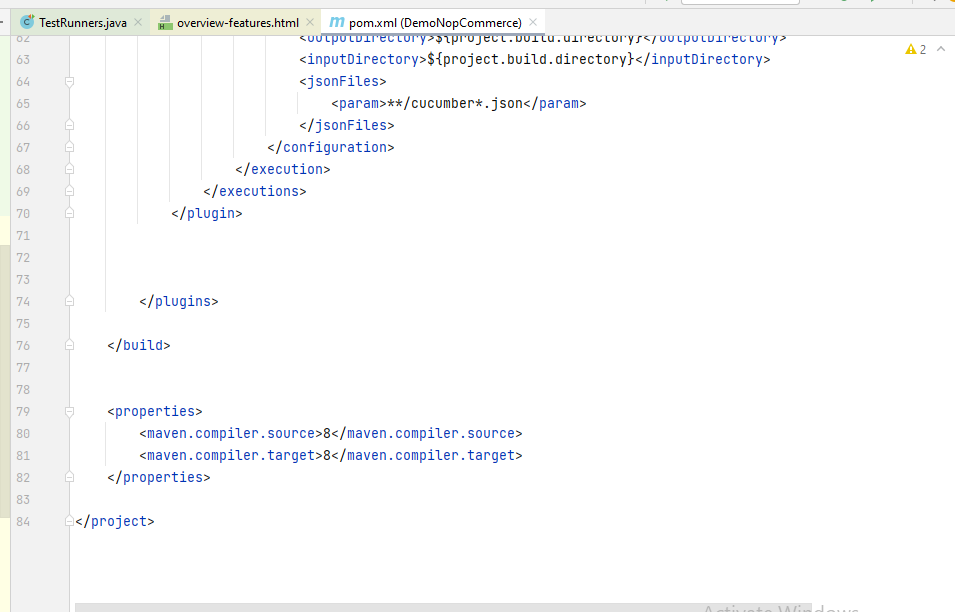 TestRunners.java
overview-features.html
pom.xml (DemoNopCommerce)
2
62 <outputDirectory>${project.build.directory}</outputDirectory>
63 <inputDirectory>${project.build.directory}</inputDirectory>
64 <jsonFiles>
65 <param>**/cucumber*.json</param>
66 </jsonFiles>
67 </configuration>
68 </execution>
69 </executions>
70 </plugin>
71
72
73
74 </plugins>
75
76 </build>
77
78
79 <properties>
80 <maven.compiler.source>8</maven.compiler.source>
81 <maven.compiler.target>8</maven.compiler.target>
82 </properties>
83
84 </project>
Activate Windows